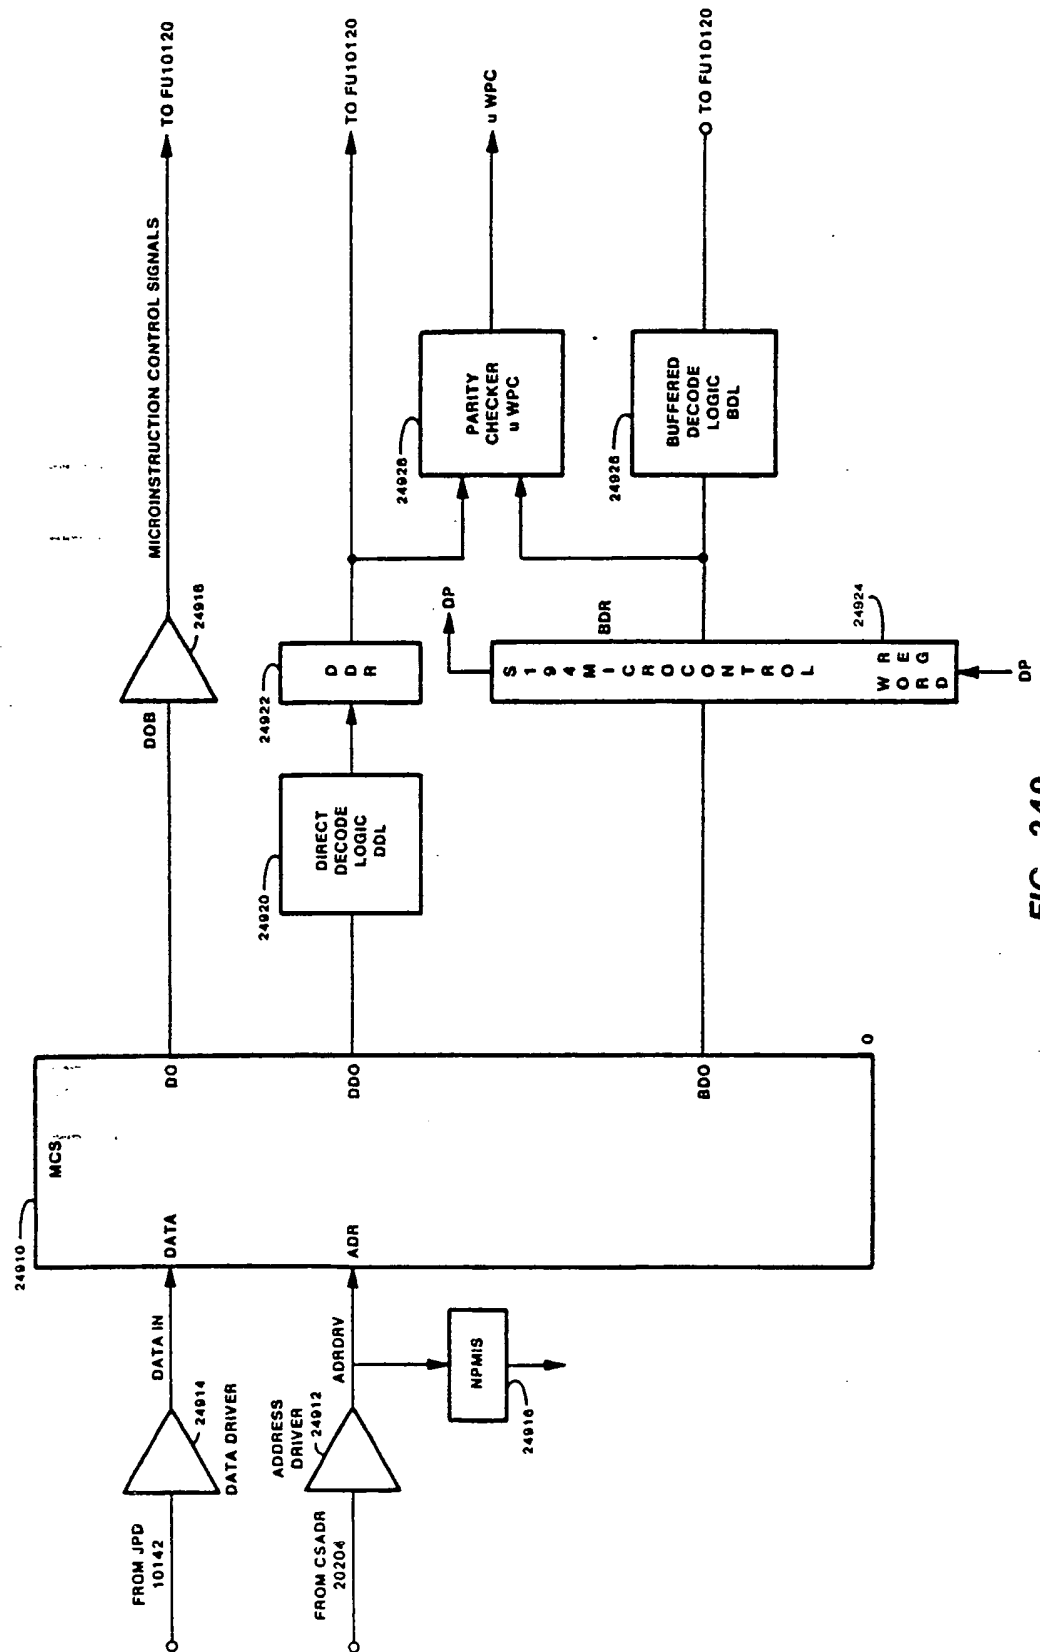 24910
MCS
FROM JPD
10142
24914
DATA DRIVER
DATA IN
DATA
DO
DOB
24918
MICROINSTRUCTION CONTROL SIGNALS
TO FU10120
FROM CSADR
20204
ADDRESS
DRIVER
24912
ADRDRV
ADR
NPMIS
24916
DDO
24920
DIRECT
DECODE
LOGIC
DDL
24922
DDR
TO FU10120
24928
PARITY
CHECKER
u WPC
u WPC
DP
BDO
O
S194 MICROCONTROL
WORD REG
BDR
24924
DP
24926
BUFFERED
DECODE
LOGIC
BDL
TO FU10120
FIG. 249